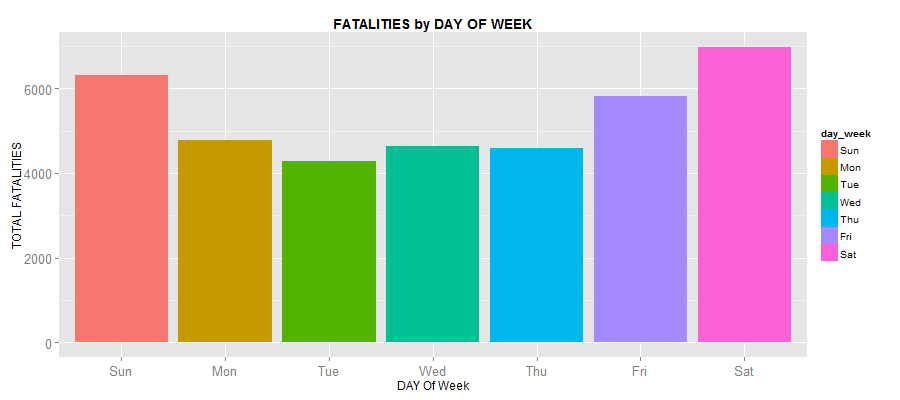 FATALITIES by DAY OF WEEK
TOTAL FATALITIES
6000
4000
2000
0
Sun Mon Tue Wed Thu Fri Sat
DAY Of Week
day_week
Sun
Mon
Tue
Wed
Thu
Fri
Sat